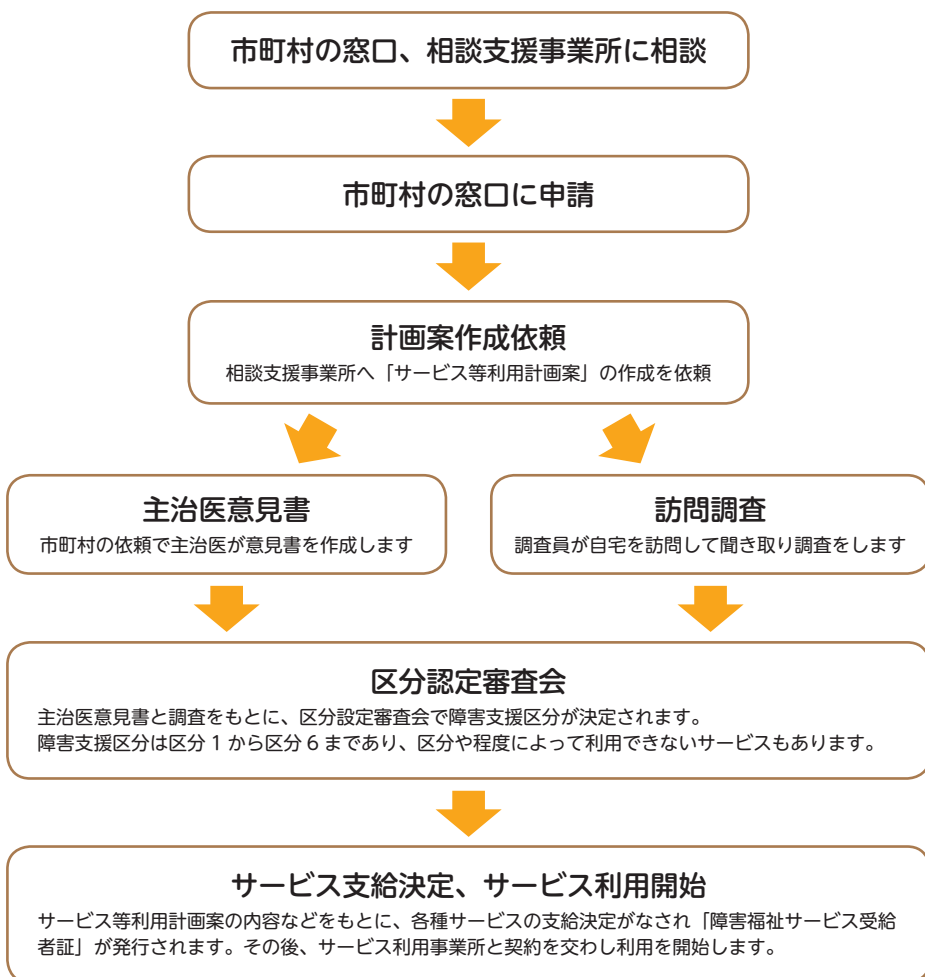 市町村の窓口、相談支援事業所に相談
市町村の窓口に申請
計画案作成依頼
相談支援事業所へ「サービス等利用計画案」の作成を依頼
主治医意見書
市町村の依頼で主治医が意見書を作成します
訪問調査
調査員が自宅を訪問して聞き取り調査をします
区分認定審査会
主治医意見書と調査をもとに、区分設定審査会で障害支援区分が決定されます。
障害支援区分は区分1から区分6まであり、区分や程度によって利用できないサービスもあります。
サービス支給決定、サービス利用開始
サービス等利用計画案の内容などをもとに、各種サービスの支給決定がなされ「障害福祉サービス受給
者証」が発行されます。その後、サービス利用事業所と契約を交わし利用を開始します。